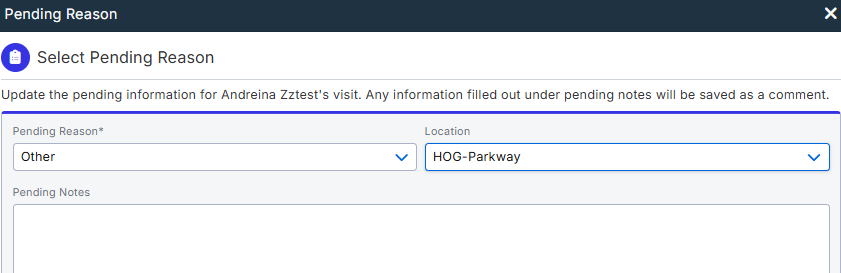 Pending Reason
Select Pending Reason
Update the pending information for Andreina Zztest's visit. Any information filled out under pending notes will be saved as a comment.
Pending Reason* Location
Other HOG-Parkway
Pending Notes